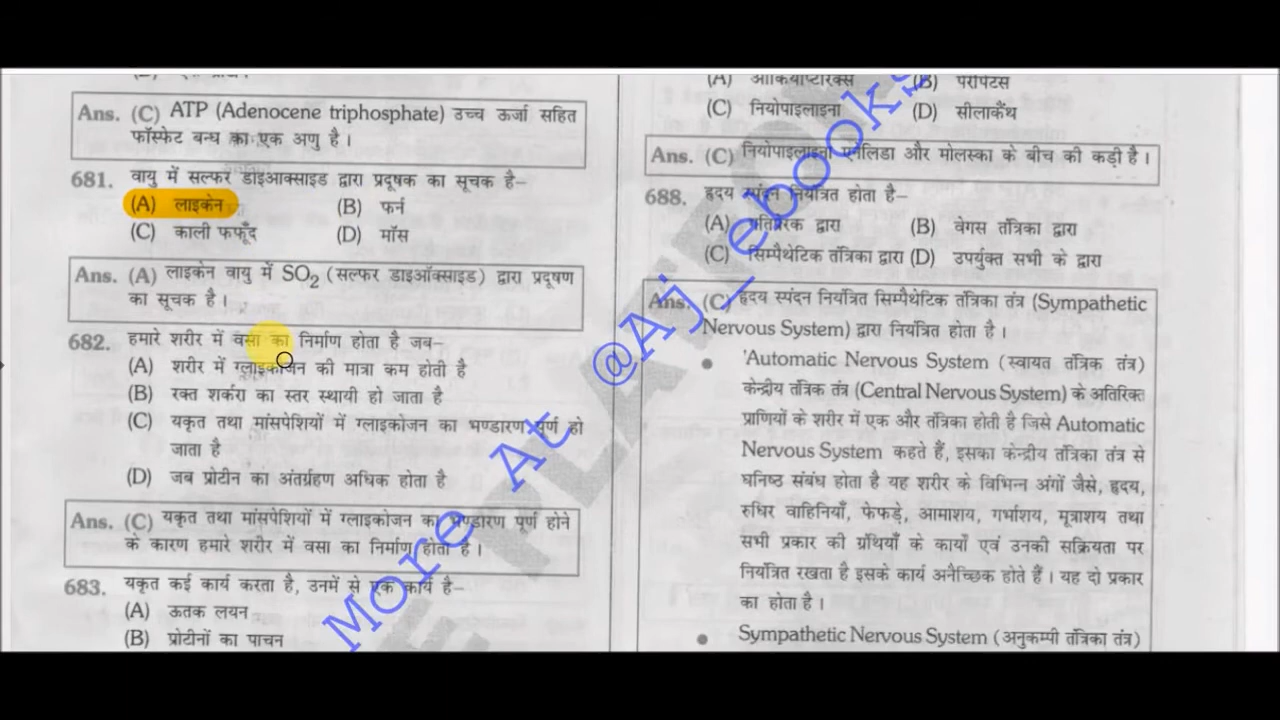 Ans. (C) ATP (Adenocene triphosphate) उच्च ऊर्जा सहित
फॉस्फेट बन्ध का एक अणु है।
681. वायु में सल्फर डाइआक्साइड द्वारा प्रदूषक का सूचक है–
(A) लाइकेन (B) फर्न
(C) काली फफूँद (D) मॉस
Ans. (A) लाइकेन वायु में SO₂ (सल्फर डाइऑक्साइड) द्वारा प्रदूषण
का सूचक है।
682. हमारे शरीर में वसा का निर्माण होता है जब–
(A) शरीर में ग्लाइकोजन की मात्रा कम होती है
(B) रक्त शर्करा का स्तर स्थायी हो जाता है
(C) यकृत तथा मांसपेशियों में ग्लाइकोजन का भण्डारण पूर्ण हो
जाता है
(D) जब प्रोटीन का अंतर्ग्रहण अधिक होता है
Ans. (C) यकृत तथा मांसपेशियों में ग्लाइकोजन का भण्डारण पूर्ण होने
के कारण हमारे शरीर में वसा का निर्माण होता है।
683. यकृत कई कार्य करता है, उनमें से एक कार्य है–
(A) ऊतक लयन
(B) प्रोटीनों का पाचन
(A) (B) पेरीपेटस
(C) नियोपाइलाइना (D) सीलाकैंथ
Ans. (C) नियोपाइलाइना एनलिडा और मोलस्का के बीच की कड़ी है।
688. हृदय स्पंदन नियंत्रित होता है–
(A) द्वारा (B) वेगस तंत्रिका द्वारा
(C) सिम्पैथेटिक तंत्रिका द्वारा (D) उपर्युक्त सभी के द्वारा
Ans. (C) हृदय स्पंदन नियंत्रित सिम्पैथेटिक तंत्रिका तंत्र (Sympathetic
Nervous System) द्वारा नियंत्रित होता है।
• 'Automatic Nervous System (स्वायत तंत्रिक तंत्र)
केन्द्रीय तंत्रिक तंत्र (Central Nervous System) के अतिरिक्त
प्राणियों के शरीर में एक और तंत्रिका होती है जिसे Automatic
Nervous System कहते हैं, इसका केन्द्रीय तंत्रिका तंत्र से
घनिष्ठ संबंध होता है यह शरीर के विभिन्न अंगों जैसे, हृदय,
रुधिर वाहिनियाँ, फेफड़े, आमाशय, गर्भाशय, मूत्राशय तथा
सभी प्रकार की ग्रंथियाँ के कार्यों एवं उनकी सक्रियता पर
नियंत्रित रखता है इसके कार्य अनैच्छिक होते हैं। यह दो प्रकार
का होता है।
• Sympathetic Nervous System (अनुकम्पी तंत्रिका तंत्र)
More At @Aj_ebooks